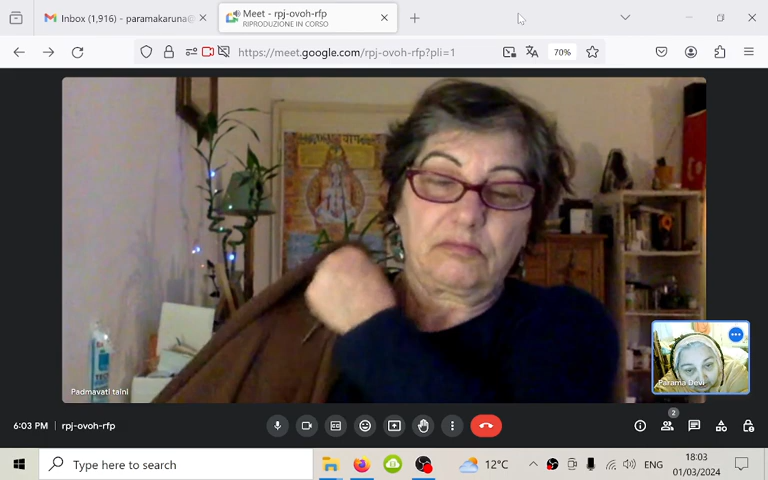 Inbox (1,916) - paramakaruna@
Meet - rpj-ovoh-rfp
RIPRODUZIONE IN CORSO
https://meet.google.com/rpj-ovoh-rfp?pli=1
70%
Padmavati taini
Parama Devi
2
6:03 PM | rpj-ovoh-rfp
Type here to search
12°C
ENG
18:03
01/03/2024